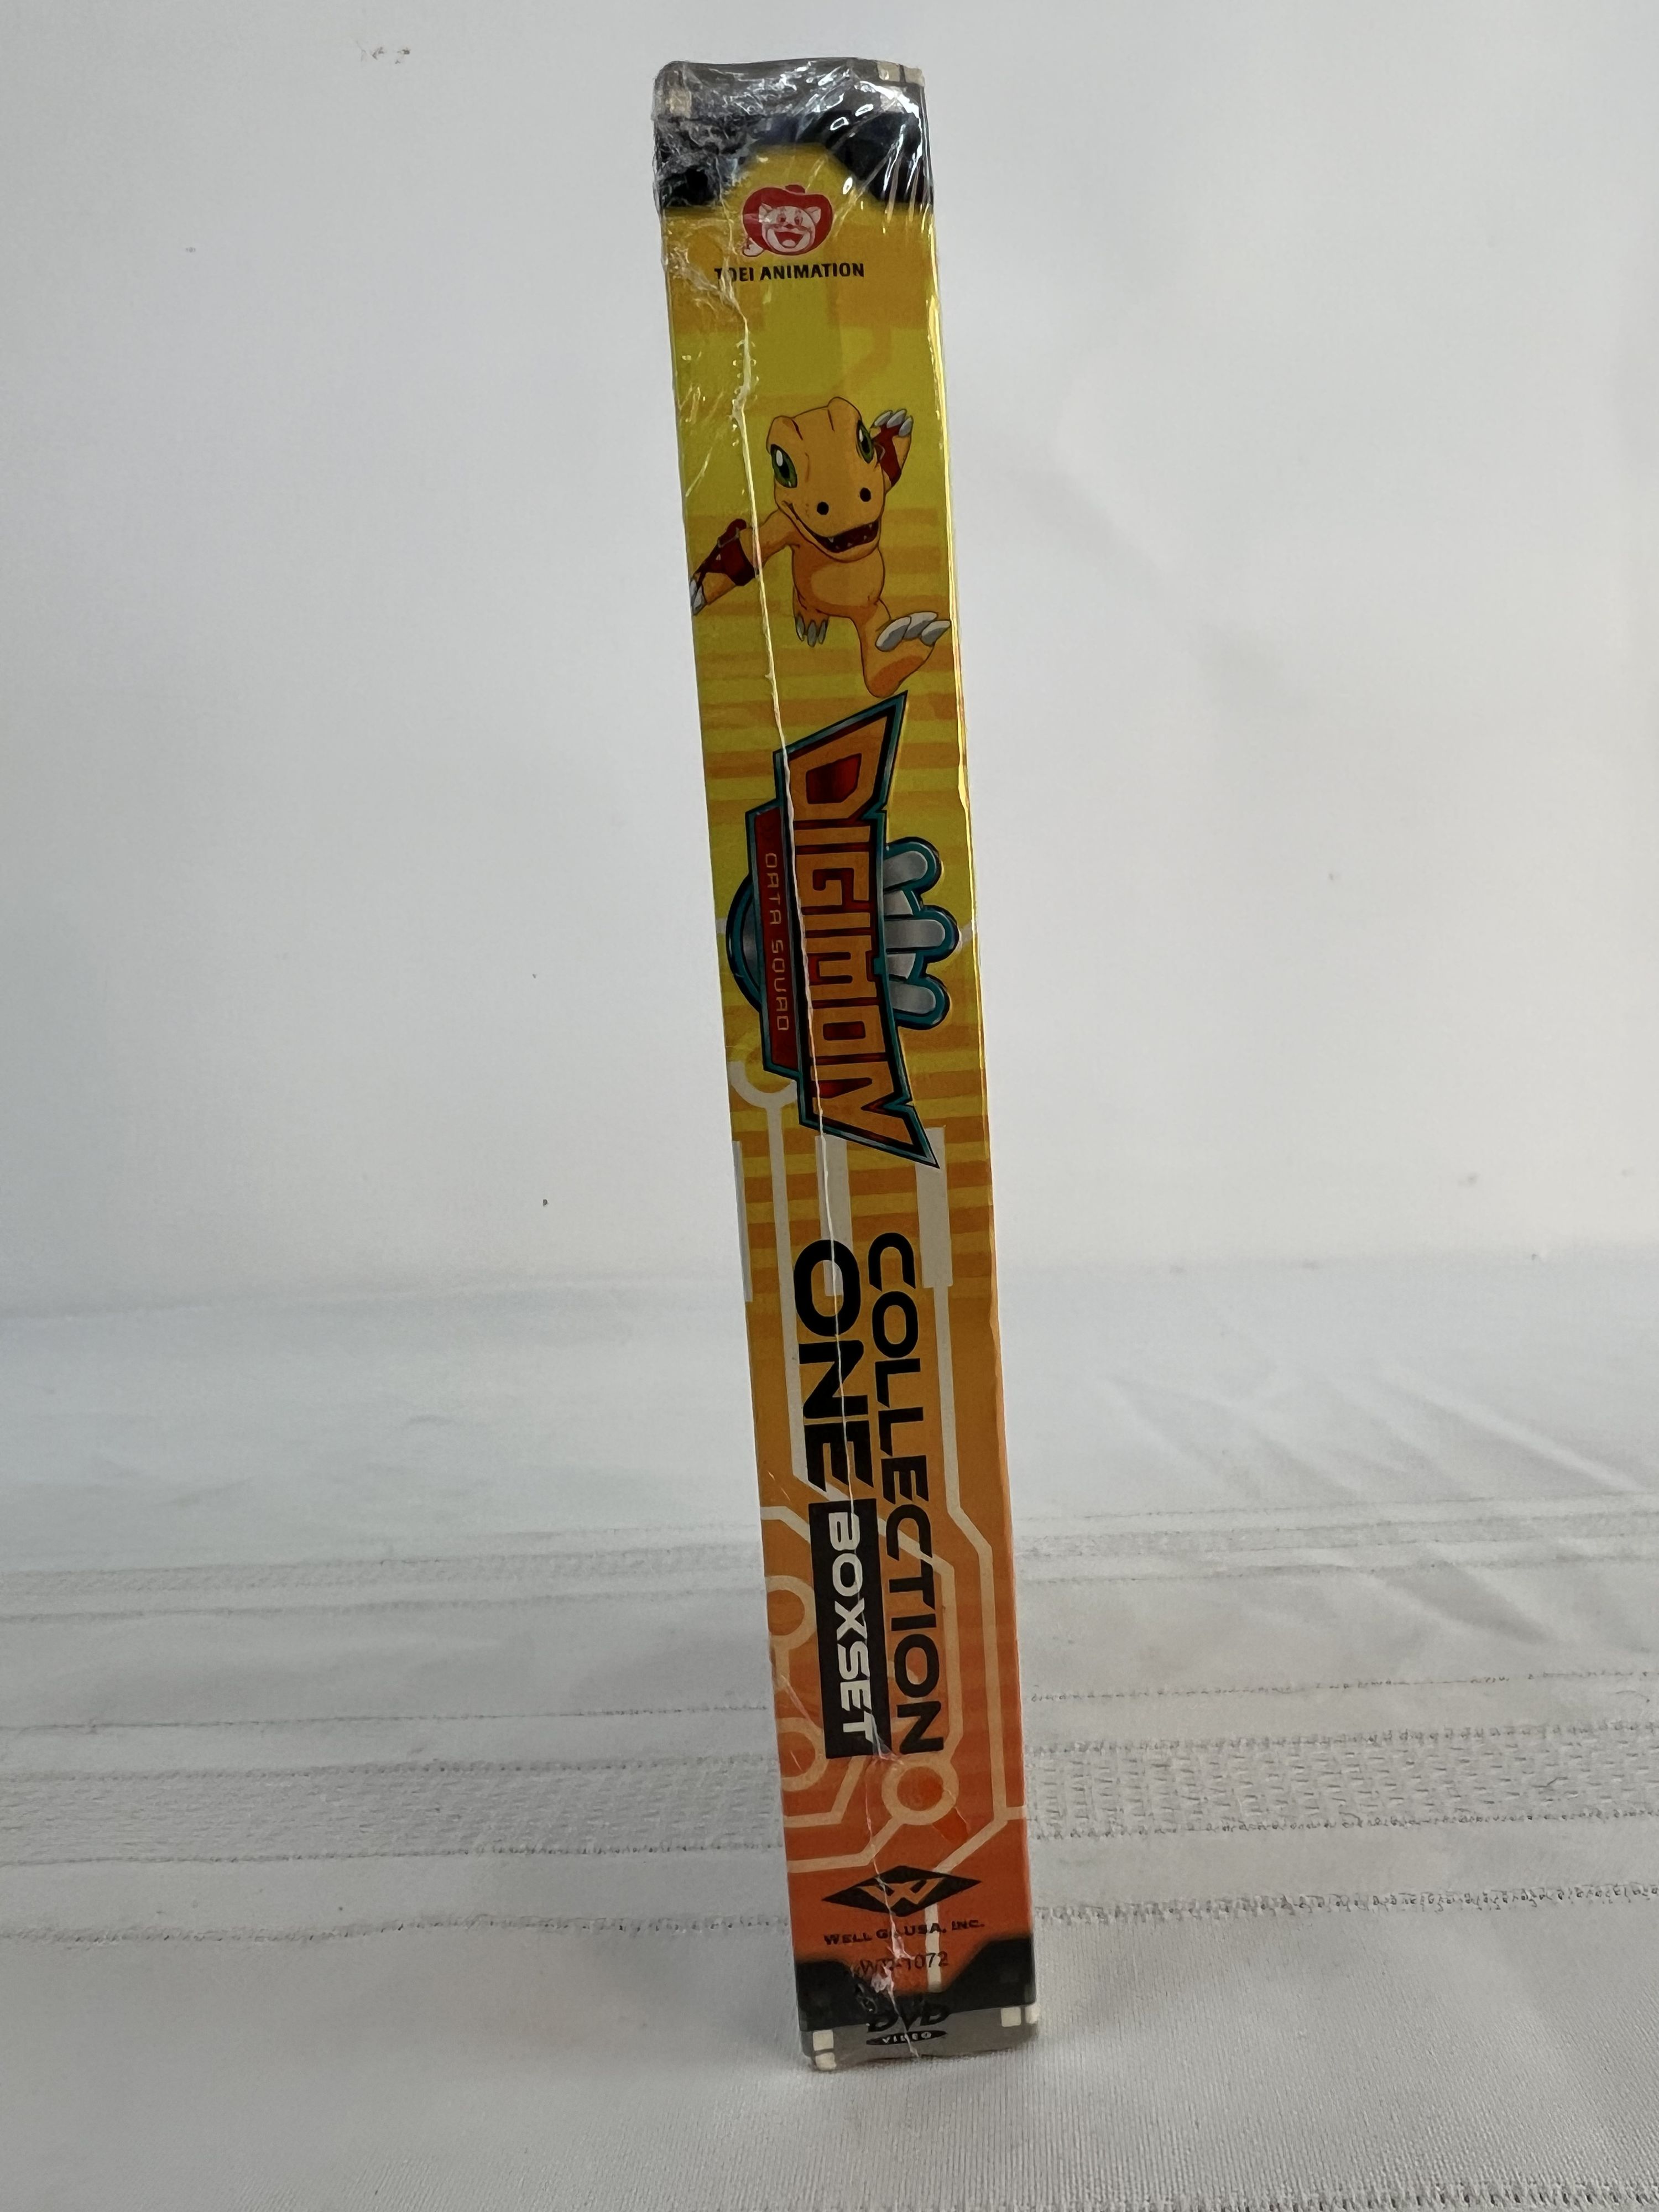 TOEI ANIMATION
DIGIMON
DATA SQUAD
COLLECTION
ONE BOXSET
W
WELL GO USA, INC.
DVD
VIDEO